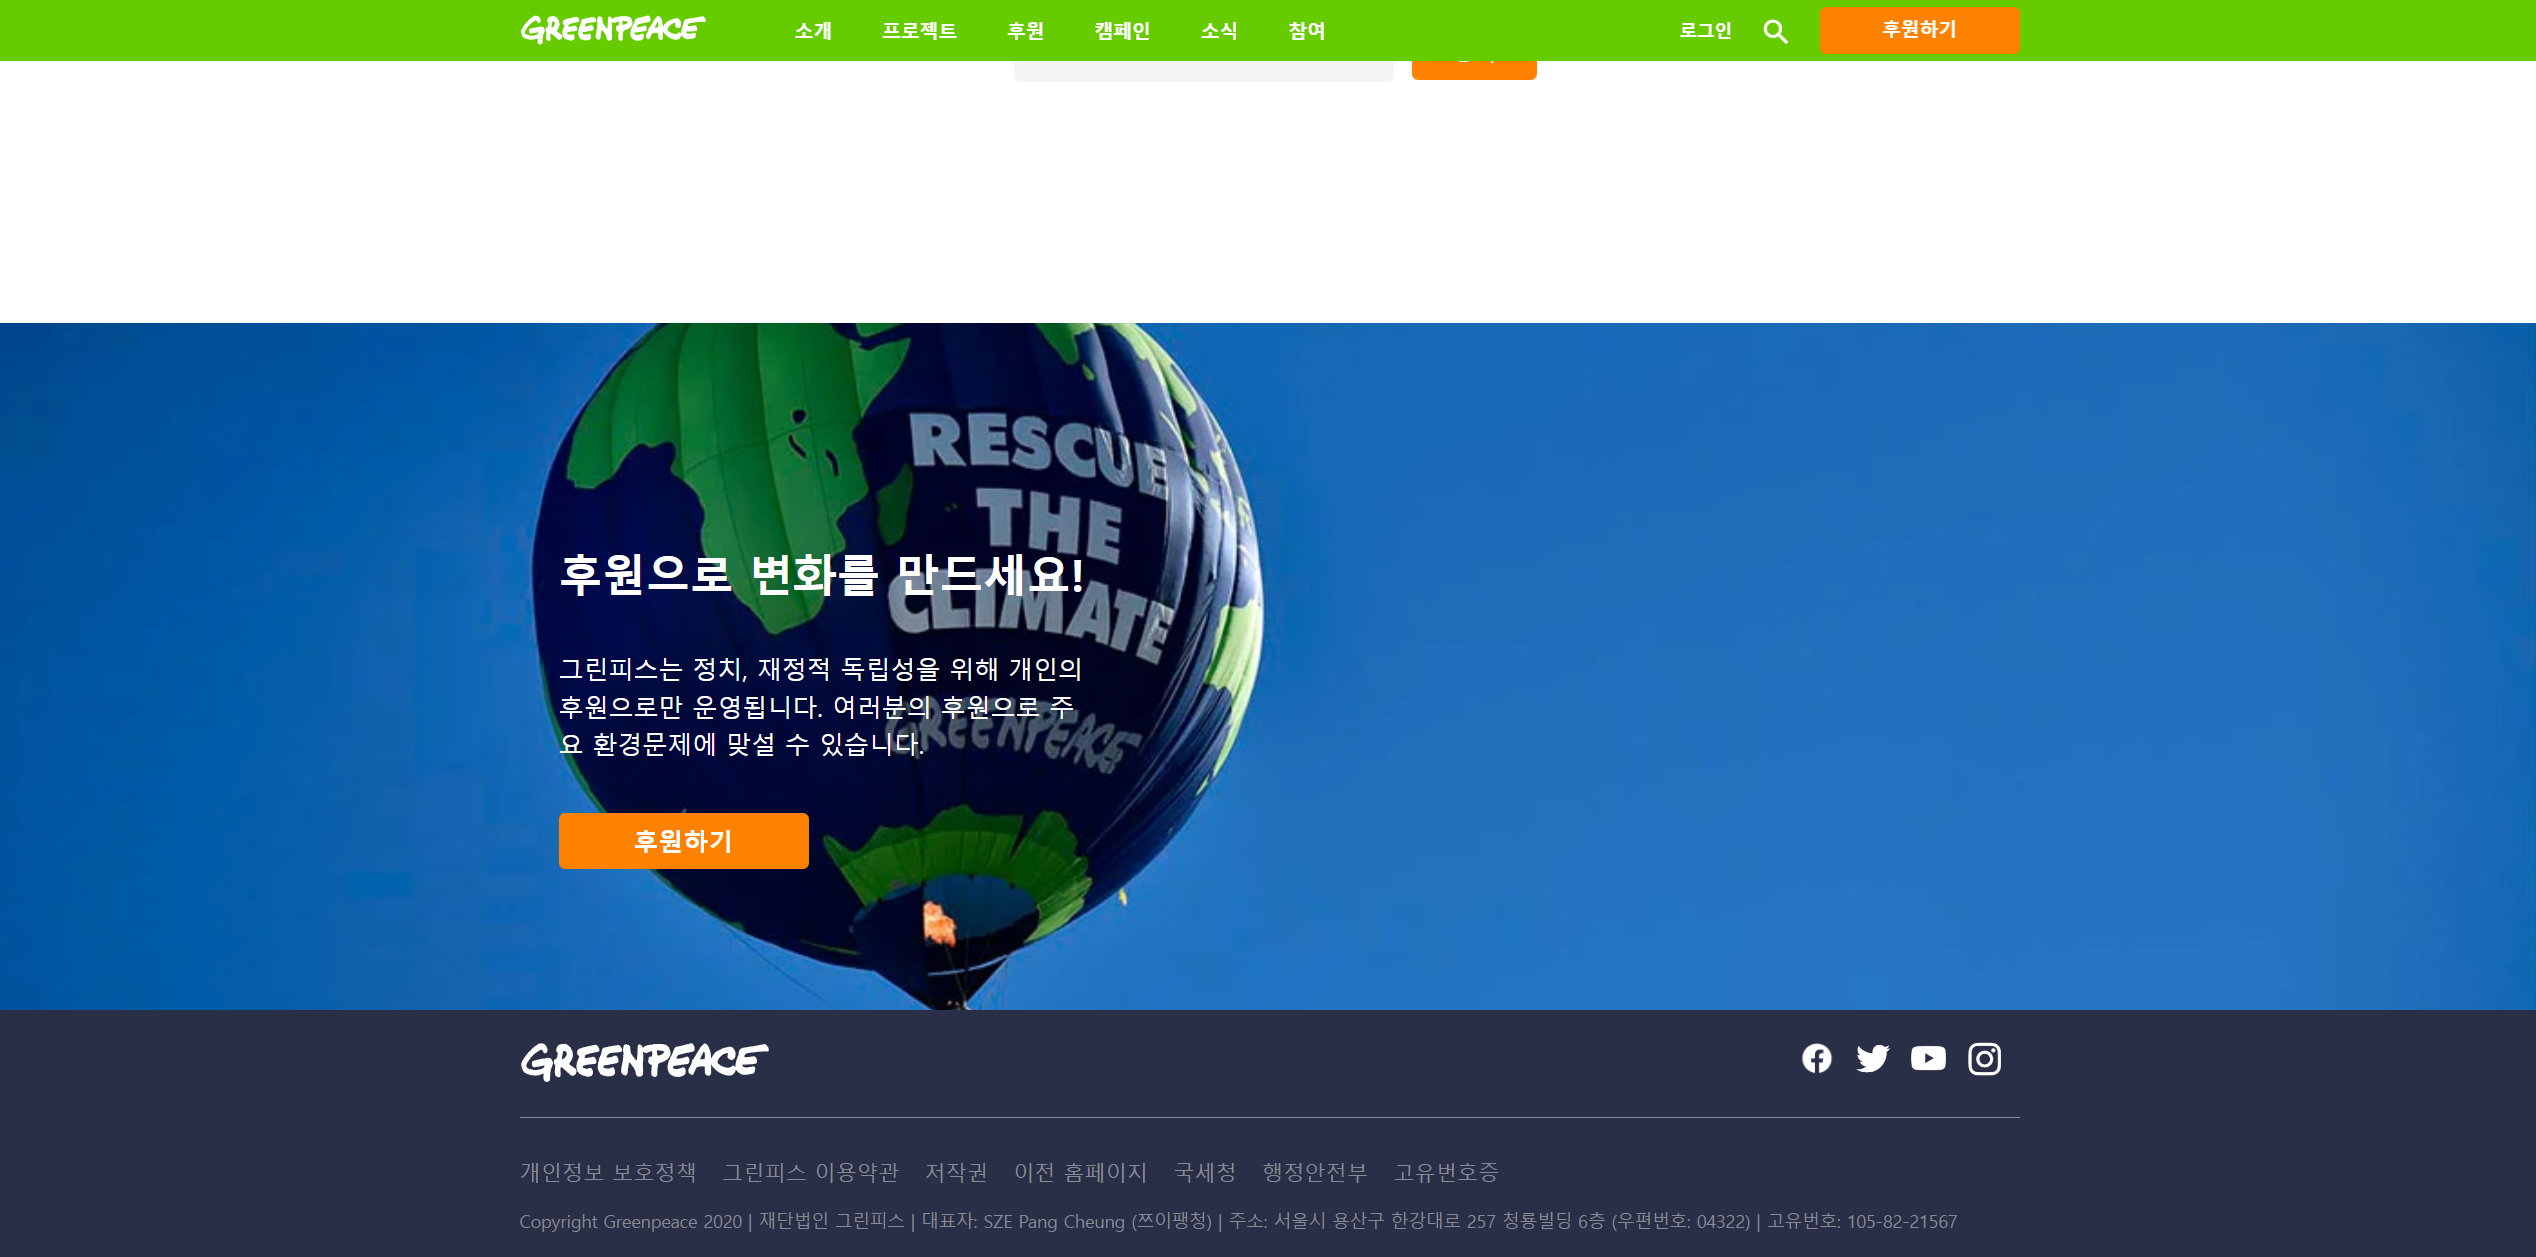 GREENPEACE 소개 프로젝트 후원 캠페인 소식 참여 로그인 후원하기
RESCUE
THE
CLIMATE
GREENPEACE
후원으로 변화를 만드세요!
그린피스는 정치, 재정적 독립성을 위해 개인의
후원으로만 운영됩니다. 여러분의 후원으로 주
요 환경문제에 맞설 수 있습니다.
후원하기
GREENPEACE
개인정보 보호정책 그린피스 이용약관 저작권 이전 홈페이지 국세청 행정안전부 고유번호증
Copyright Greenpeace 2020 | 재단법인 그린피스 | 대표자: SZE Pang Cheung (쯔이팽청) | 주소: 서울시 용산구 한강대로 257 청룡빌딩 6층 (우편번호: 04322) | 고유번호: 105-82-21567